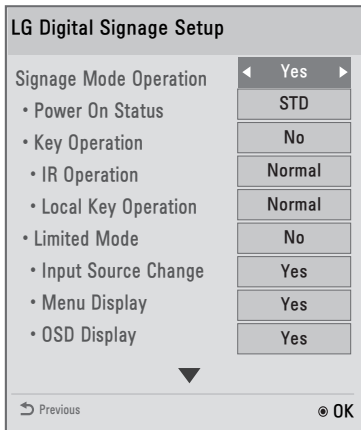 LG Digital Signage Setup
Signage Mode Operation ◀ Yes ▶
• Power On Status STD
• Key Operation No
• IR Operation Normal
• Local Key Operation Normal
• Limited Mode No
• Input Source Change Yes
• Menu Display Yes
• OSD Display Yes
Previous OK